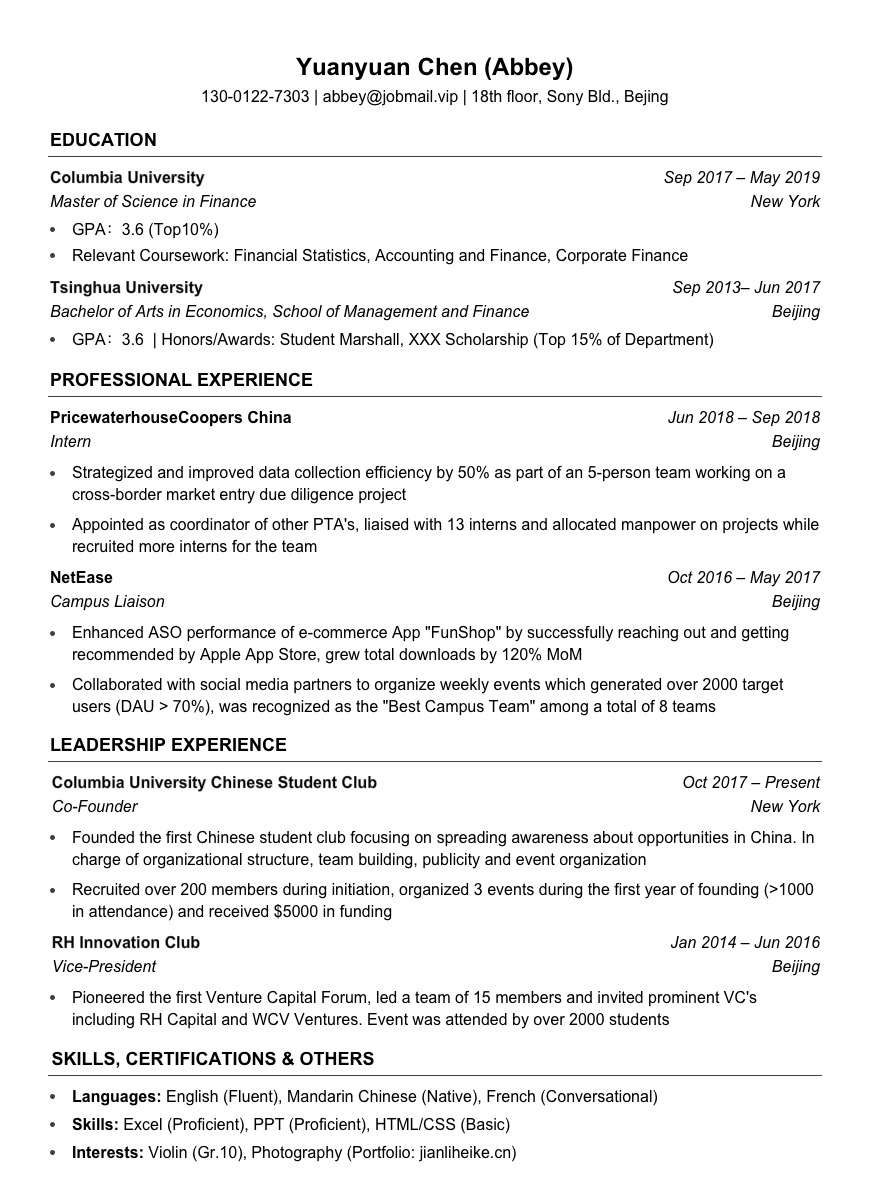 Yuanyuan Chen (Abbey)
130-0122-7303 | abbey@jobmail.vip | 18th floor, Sony Bld., Bejing
EDUCATION
Columbia University Sep 2017 – May 2019
Master of Science in Finance New York
• GPA：3.6 (Top10%)
• Relevant Coursework: Financial Statistics, Accounting and Finance, Corporate Finance
Tsinghua University Sep 2013– Jun 2017
Bachelor of Arts in Economics, School of Management and Finance Beijing
• GPA：3.6 | Honors/Awards: Student Marshall, XXX Scholarship (Top 15% of Department)
PROFESSIONAL EXPERIENCE
PricewaterhouseCoopers China Jun 2018 – Sep 2018
Intern Beijing
• Strategized and improved data collection efficiency by 50% as part of an 5-person team working on a
cross-border market entry due diligence project
• Appointed as coordinator of other PTA's, liaised with 13 interns and allocated manpower on projects while
recruited more interns for the team
NetEase Oct 2016 – May 2017
Campus Liaison Beijing
• Enhanced ASO performance of e-commerce App "FunShop" by successfully reaching out and getting
recommended by Apple App Store, grew total downloads by 120% MoM
• Collaborated with social media partners to organize weekly events which generated over 2000 target
users (DAU > 70%), was recognized as the "Best Campus Team" among a total of 8 teams
LEADERSHIP EXPERIENCE
Columbia University Chinese Student Club Oct 2017 – Present
Co-Founder New York
• Founded the first Chinese student club focusing on spreading awareness about opportunities in China. In
charge of organizational structure, team building, publicity and event organization
• Recruited over 200 members during initiation, organized 3 events during the first year of founding (>1000
in attendance) and received $5000 in funding
RH Innovation Club Jan 2014 – Jun 2016
Vice-President Beijing
• Pioneered the first Venture Capital Forum, led a team of 15 members and invited prominent VC's
including RH Capital and WCV Ventures. Event was attended by over 2000 students
SKILLS, CERTIFICATIONS & OTHERS
• Languages: English (Fluent), Mandarin Chinese (Native), French (Conversational)
• Skills: Excel (Proficient), PPT (Proficient), HTML/CSS (Basic)
• Interests: Violin (Gr.10), Photography (Portfolio: jianliheike.cn)